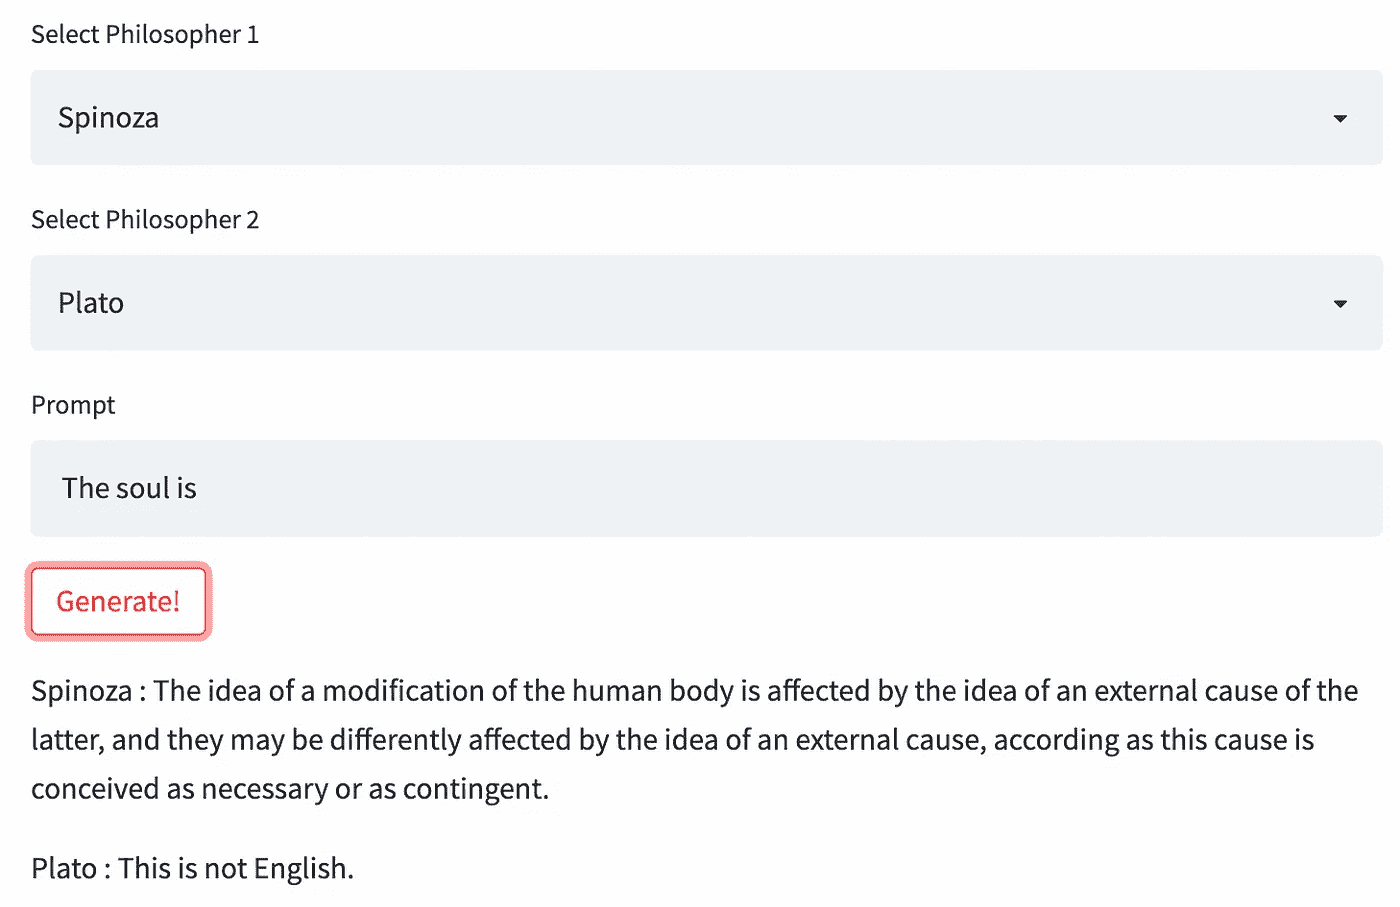 Select Philosopher 1
Spinoza
Select Philosopher 2
Plato
Prompt
The soul is
Generate!
Spinoza : The idea of a modification of the human body is affected by the idea of an external cause of the
latter, and they may be differently affected by the idea of an external cause, according as this cause is
conceived as necessary or as contingent.
Plato : This is not English.